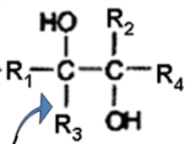 HO R₂
R₁—C—C—R₄
R₃ OH